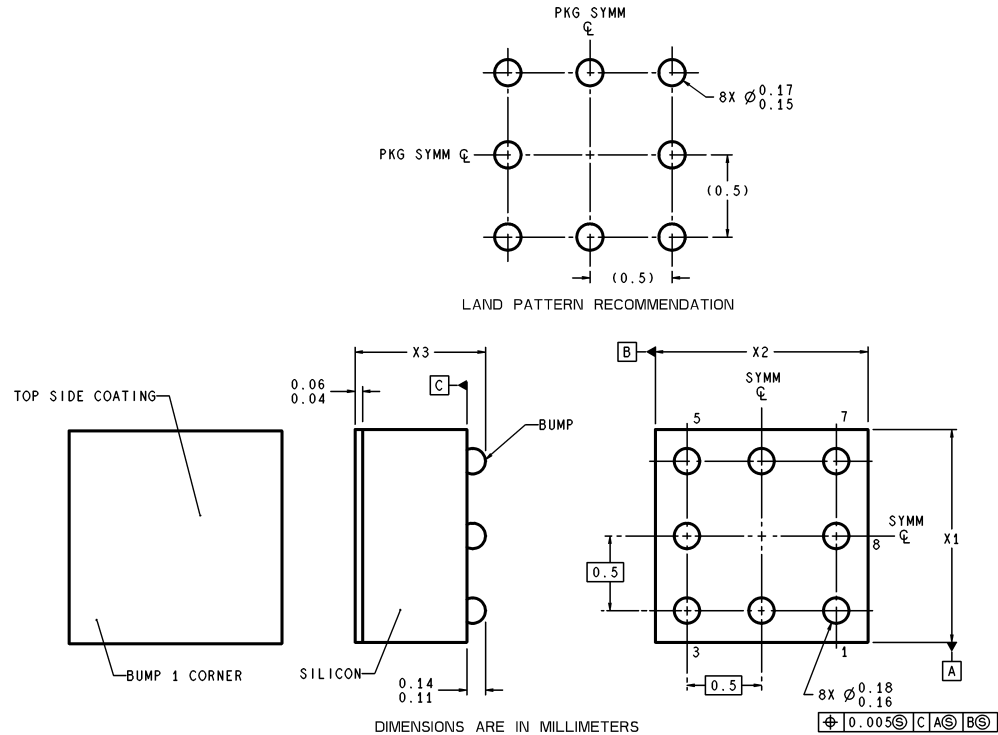 PKG SYMM
℄
8X Ø 0.17
0.15
PKG SYMM ℄
(0.5)
(0.5)
LAND PATTERN RECOMMENDATION
X3
B
X2
SYMM
℄
0.06
0.04
C
TOP SIDE COATING
5
7
BUMP
SYMM
℄
X1
8
0.5
BUMP 1 CORNER
SILICON
3
1
A
0.14
0.11
0.5
8X Ø 0.18
0.16
⌖ 0.005Ⓢ C AⓈ BⓈ
DIMENSIONS ARE IN MILLIMETERS